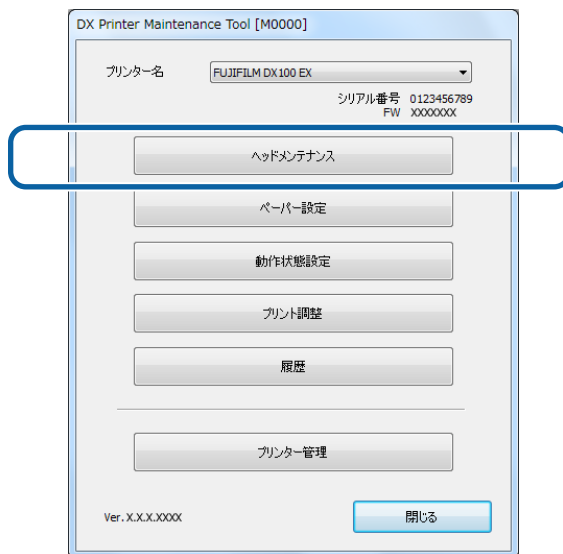 DX Printer Maintenance Tool [M0000]
プリンター名 FUJIFILM DX100 EX
シリアル番号 0123456789
FW XXXXXXX
ヘッドメンテナンス
ペーパー設定
動作状態設定
プリント調整
履歴
プリンター管理
Ver. X.X.X.XXXX 閉じる